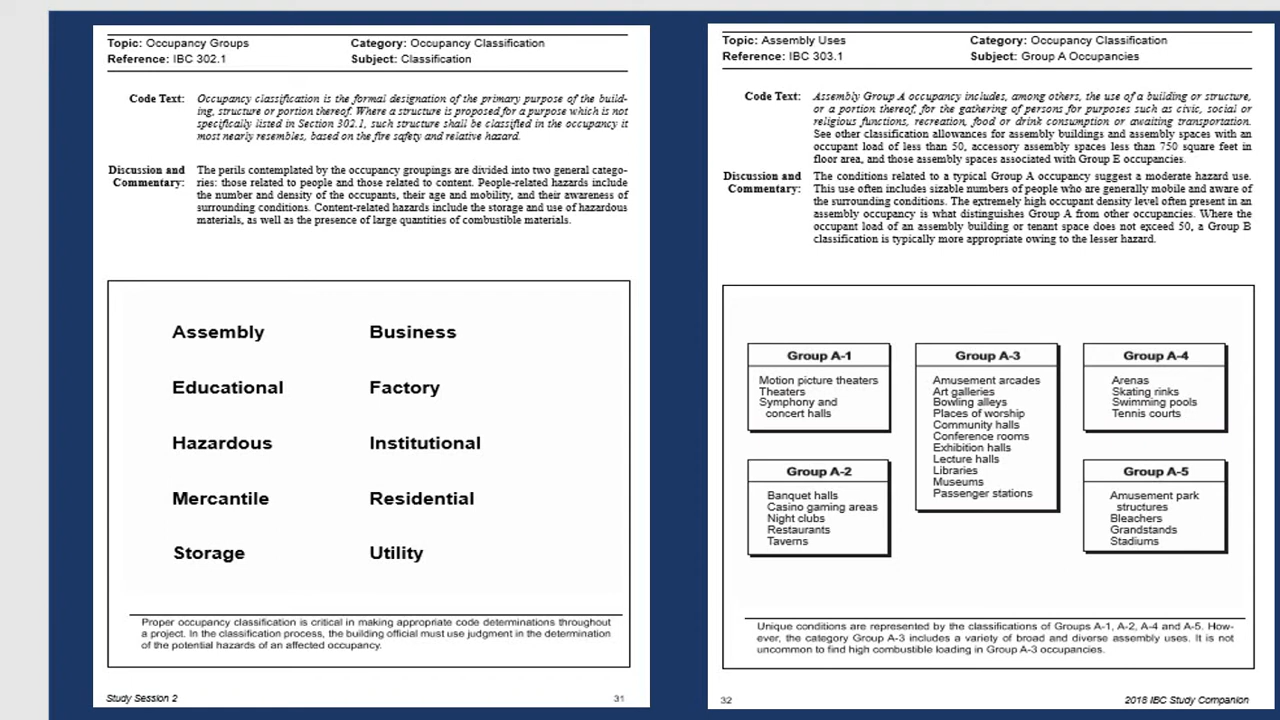 Topic: Occupancy Groups
Category: Occupancy Classification
Reference: IBC 302.1
Subject: Classification
Code Text: Occupancy classification is the formal designation of the primary purpose of the build-
ing, structure or portion thereof. Where a structure is proposed for a purpose which is not
specifically listed in Section 302.1, such structure shall be classified in the occupancy it
most nearly resembles, based on the fire safety and relative hazard.
Discussion and Commentary: The perils contemplated by the occupancy groupings are divided into two general catego-
ries: those related to people and those related to content. People-related hazards include
the number and density of the occupants, their age and mobility, and their awareness of
surrounding conditions. Content-related hazards include the storage and use of hazardous
materials, as well as the presence of large quantities of combustible materials.
Assembly
Business
Educational
Factory
Hazardous
Institutional
Mercantile
Residential
Storage
Utility
Proper occupancy classification is critical in making appropriate code determinations throughout
a project. In the classification process, the building official must use judgment in the determination
of the potential hazards of an affected occupancy.
Study Session 2
31
Topic: Assembly Uses
Category: Occupancy Classification
Reference: IBC 303.1
Subject: Group A Occupancies
Code Text: Assembly Group A occupancy includes, among others, the use of a building or structure,
or a portion thereof, for the gathering of persons for purposes such as civic, social or
religious functions, recreation, food or drink consumption or awaiting transportation.
See other classification allowances for assembly buildings and assembly spaces with an
occupant load of less than 50, accessory assembly spaces less than 750 square feet in
floor area, and those assembly spaces associated with Group E occupancies.
Discussion and Commentary: The conditions related to a typical Group A occupancy suggest a moderate hazard use.
This use often includes sizable numbers of people who are generally mobile and aware of
the surrounding conditions. The extremely high occupant density level often present in an
assembly occupancy is what distinguishes Group A from other occupancies. Where the
occupant load of an assembly building or tenant space does not exceed 50, a Group B
classification is typically more appropriate owing to the lesser hazard.
Group A-1
Motion picture theaters
Theaters
Symphony and
concert halls
Group A-2
Banquet halls
Casino gaming areas
Night clubs
Restaurants
Taverns
Group A-3
Amusement arcades
Art galleries
Bowling alleys
Places of worship
Community halls
Conference rooms
Exhibition halls
Lecture halls
Libraries
Museums
Passenger stations
Group A-4
Arenas
Skating rinks
Swimming pools
Tennis courts
Group A-5
Amusement park
structures
Bleachers
Grandstands
Stadiums
Unique conditions are represented by the classifications of Groups A-1, A-2, A-4 and A-5. How-
ever, the category Group A-3 includes a variety of broad and diverse assembly uses. It is not
uncommon to find high combustible loading in Group A-3 occupancies.
32
2018 IBC Study Companion